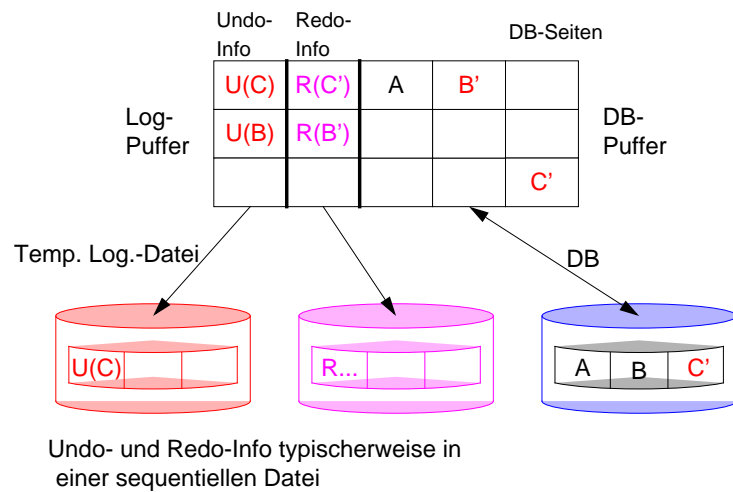 Undo-
Info
Redo-
Info
DB-Seiten
Log-
Puffer
U(C) R(C’) A B’
U(B) R(B’)
C’
DB-
Puffer
Temp. Log.-Datei
DB
U(C)
R...
A B C’
Undo- und Redo-Info typischerweise in
einer sequentiellen Datei